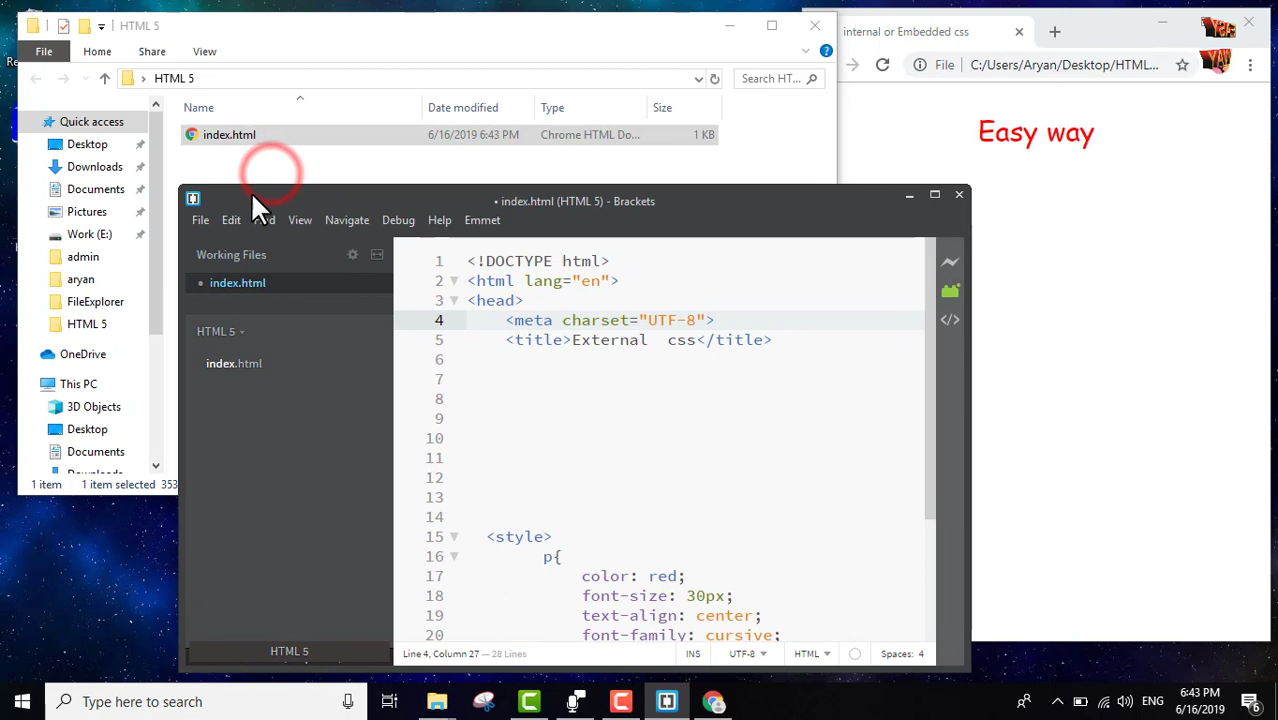 HTML 5
File Home Share View
HTML 5
Search HT...
Name Date modified Type Size
index.html 6/16/2019 6:43 PM Chrome HTML Do... 1 KB
Quick access
Desktop
Downloads
Documents
Pictures
Work (E:)
admin
aryan
FileExplorer
HTML 5
OneDrive
This PC
3D Objects
Desktop
Documents
1 item 1 item selected 353
internal or Embedded css
File C:/Users/Aryan/Desktop/HTML...
Easy way
• index.html (HTML 5) - Brackets
File Edit View Navigate Debug Help Emmet
Working Files
• index.html
HTML 5
index.html
HTML 5
1 <!DOCTYPE html>
2 <html lang="en">
3 <head>
4 <meta charset="UTF-8">
5 <title>External css</title>
6
7
8
9
10
11
12
13
14
15 <style>
16 p{
17 color: red;
18 font-size: 30px;
19 text-align: center;
20 font-family: cursive;
Line 4, Column 27 — 28 Lines INS UTF-8 HTML Spaces: 4
Type here to search
ENG
6:43 PM
6/16/2019
6